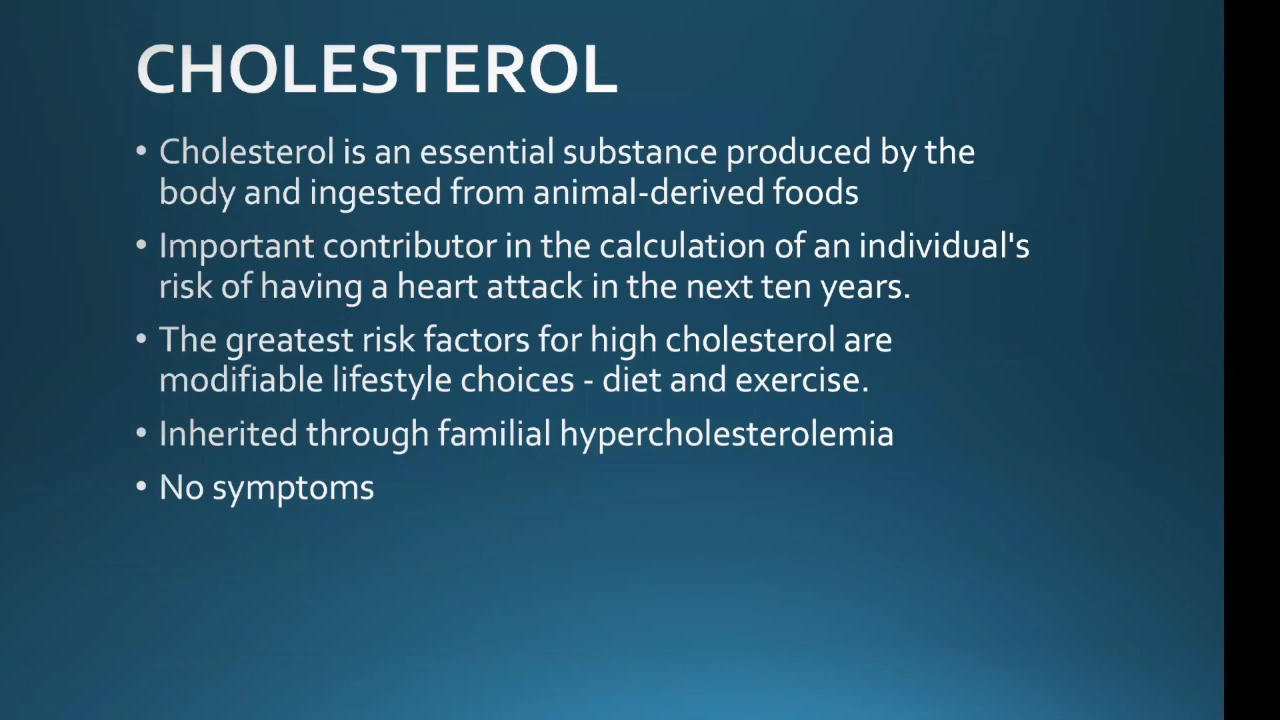 CHOLESTEROL
• Cholesterol is an essential substance produced by the
body and ingested from animal-derived foods
• Important contributor in the calculation of an individual's
risk of having a heart attack in the next ten years.
• The greatest risk factors for high cholesterol are
modifiable lifestyle choices - diet and exercise.
• Inherited through familial hypercholesterolemia
• No symptoms